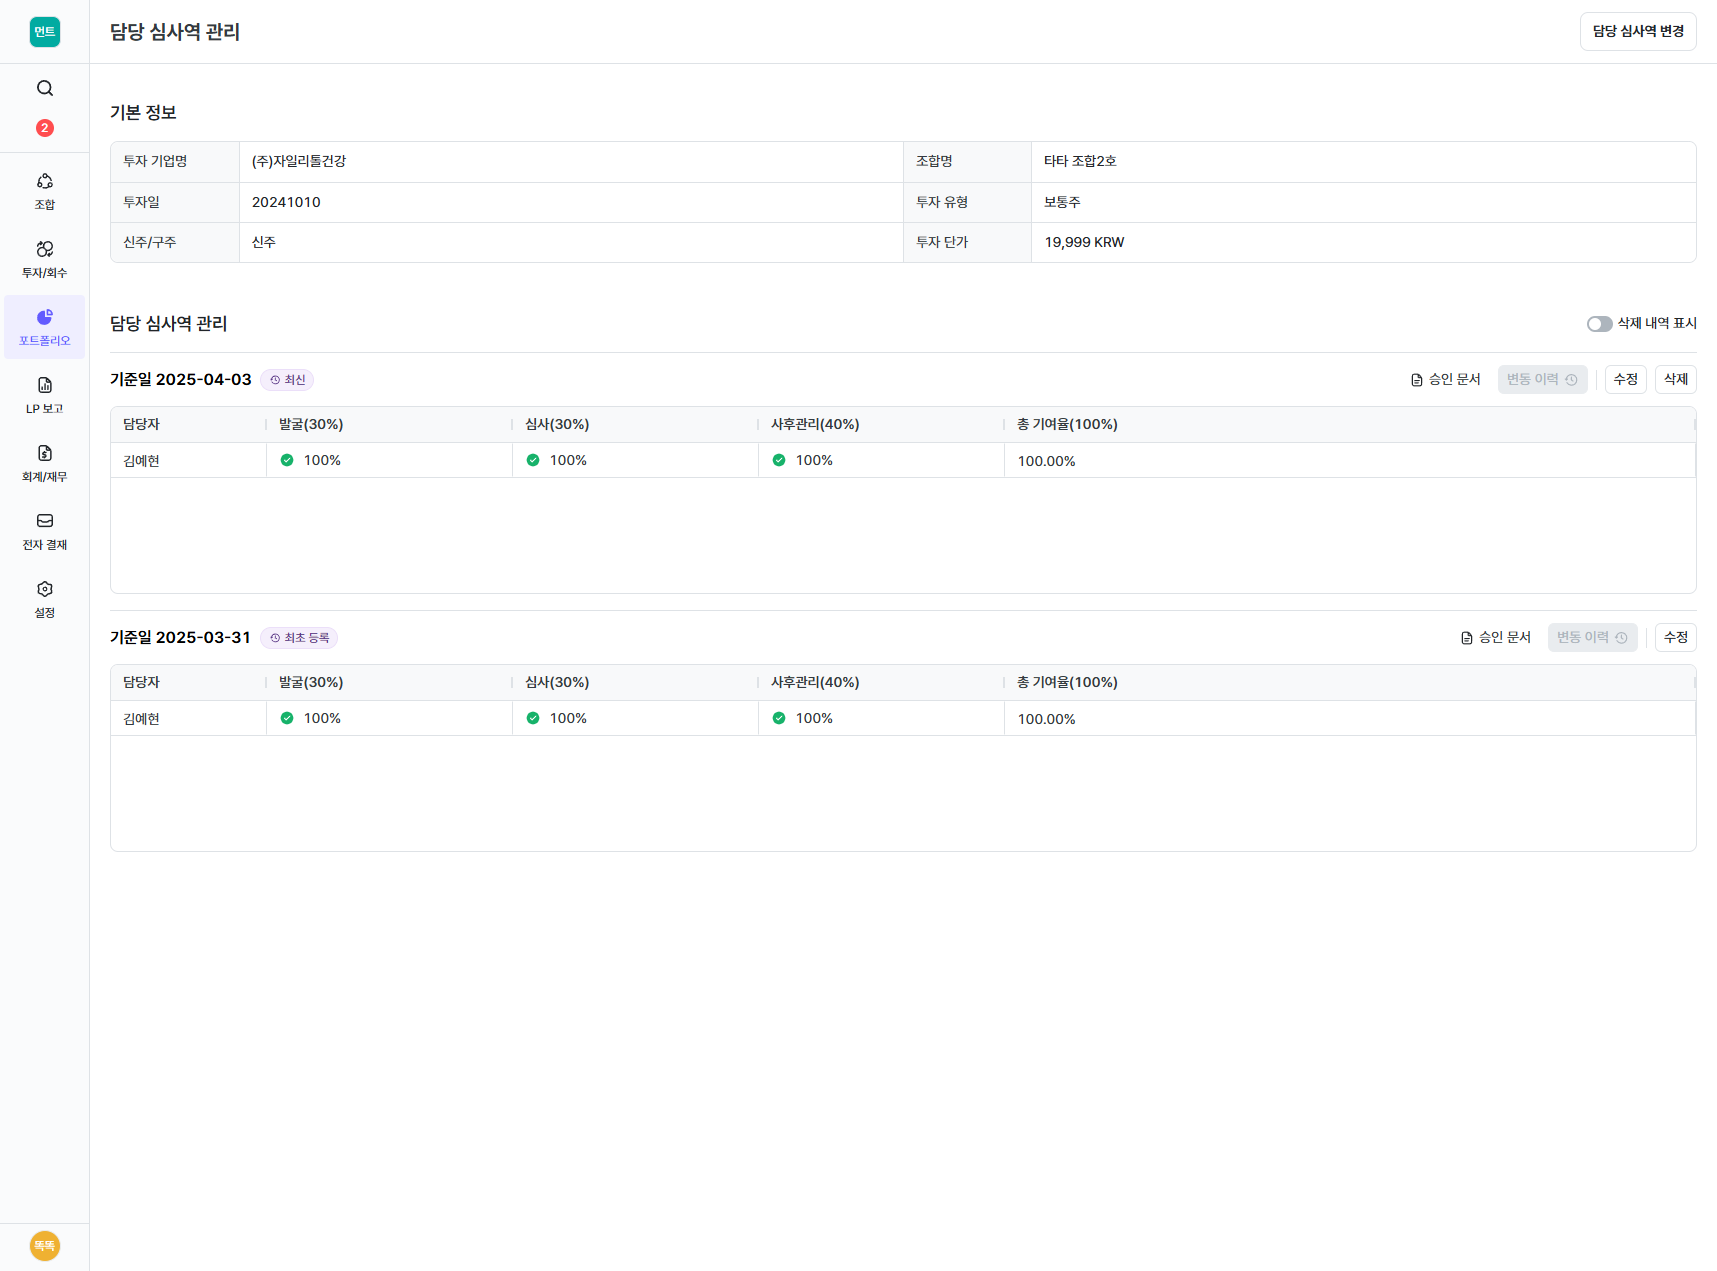 먼트
담당 심사역 관리
담당 심사역 변경
2
조합
투자/회수
포트폴리오
LP 보고
회계/재무
전자 결재
설정
똑똑
기본 정보
투자 기업명 (주)자일리톨건강 조합명 타타 조합2호
투자일 20241010 투자 유형 보통주
신주/구주 신주 투자 단가 19,999 KRW
담당 심사역 관리
삭제 내역 표시
기준일 2025-04-03 최신 승인 문서 변동 이력 수정 삭제
담당자 발굴(30%) 심사(30%) 사후관리(40%) 총 기여율(100%)
김예현 100% 100% 100% 100.00%
기준일 2025-03-31 최초 등록 승인 문서 변동 이력 수정
담당자 발굴(30%) 심사(30%) 사후관리(40%) 총 기여율(100%)
김예현 100% 100% 100% 100.00%